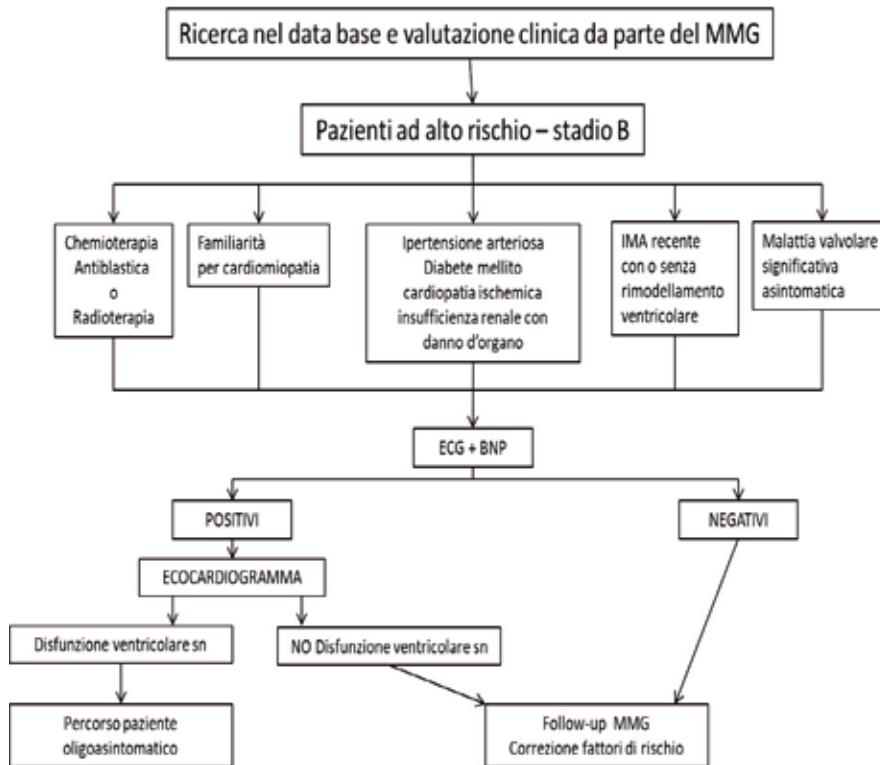 Ricerca nel data base e valutazione clinica da parte del MMG
Pazienti ad alto rischio – stadio B
Chemioterapia
Antiblastica
o
Radioterapia
Familiarità
per cardiomiopatia
Ipertensione arteriosa
Diabete mellito
cardiopatia ischemica
insufficienza renale con
danno d'organo
IMA recente
con o senza
rimodellamento
ventricolare
Malattia valvolare
significativa
asintomatica
ECG + BNP
POSITIVI
NEGATIVI
ECOCARDIOGRAMMA
Disfunzione ventricolare sn
NO Disfunzione ventricolare sn
Percorso paziente
oligoasintomatico
Follow-up MMG
Correzione fattori di rischio